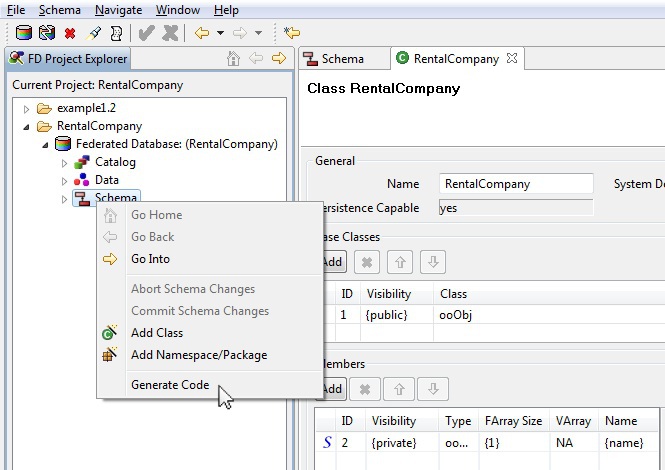 File Schema Navigate Window Help
FD Project Explorer
Current Project: RentalCompany
example1.2
RentalCompany
Federated Database: (RentalCompany)
Catalog
Data
Schema
Go Home
Go Back
Go Into
Abort Schema Changes
Commit Schema Changes
Add Class
Add Namespace/Package
Generate Code
Schema
RentalCompany
Class RentalCompany
General
Name RentalCompany System De
Persistence Capable yes
ase Classes
Add
ID Visibility Class
1 {public} ooObj
Members
Add
ID Visibility Type FArray Size VArray Name
S 2 {private} oo... {1} NA {name}